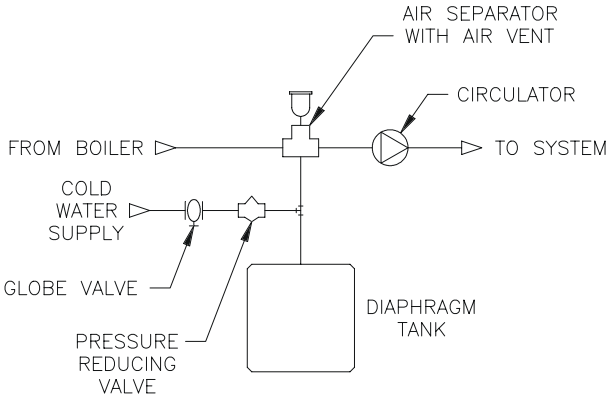 AIR SEPARATOR
WITH AIR VENT
CIRCULATOR
FROM BOILER
TO SYSTEM
COLD
WATER
SUPPLY
GLOBE VALVE
DIAPHRAGM
TANK
PRESSURE
REDUCING
VALVE